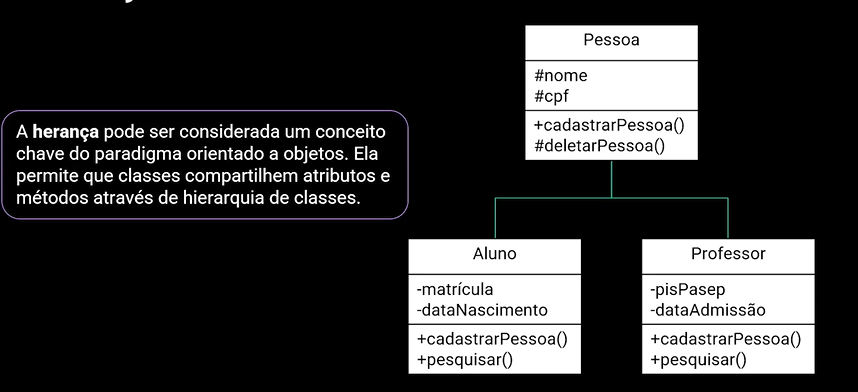 A herança pode ser considerada um conceito
chave do paradigma orientado a objetos. Ela
permite que classes compartilhem atributos e
métodos através de hierarquia de classes.
Pessoa
#nome
#cpf
+cadastrarPessoa()
#deletarPessoa()
Aluno
-matrícula
-dataNascimento
+cadastrarPessoa()
+pesquisar()
Professor
-pisPasep
-dataAdmissão
+cadastrarPessoa()
+pesquisar()